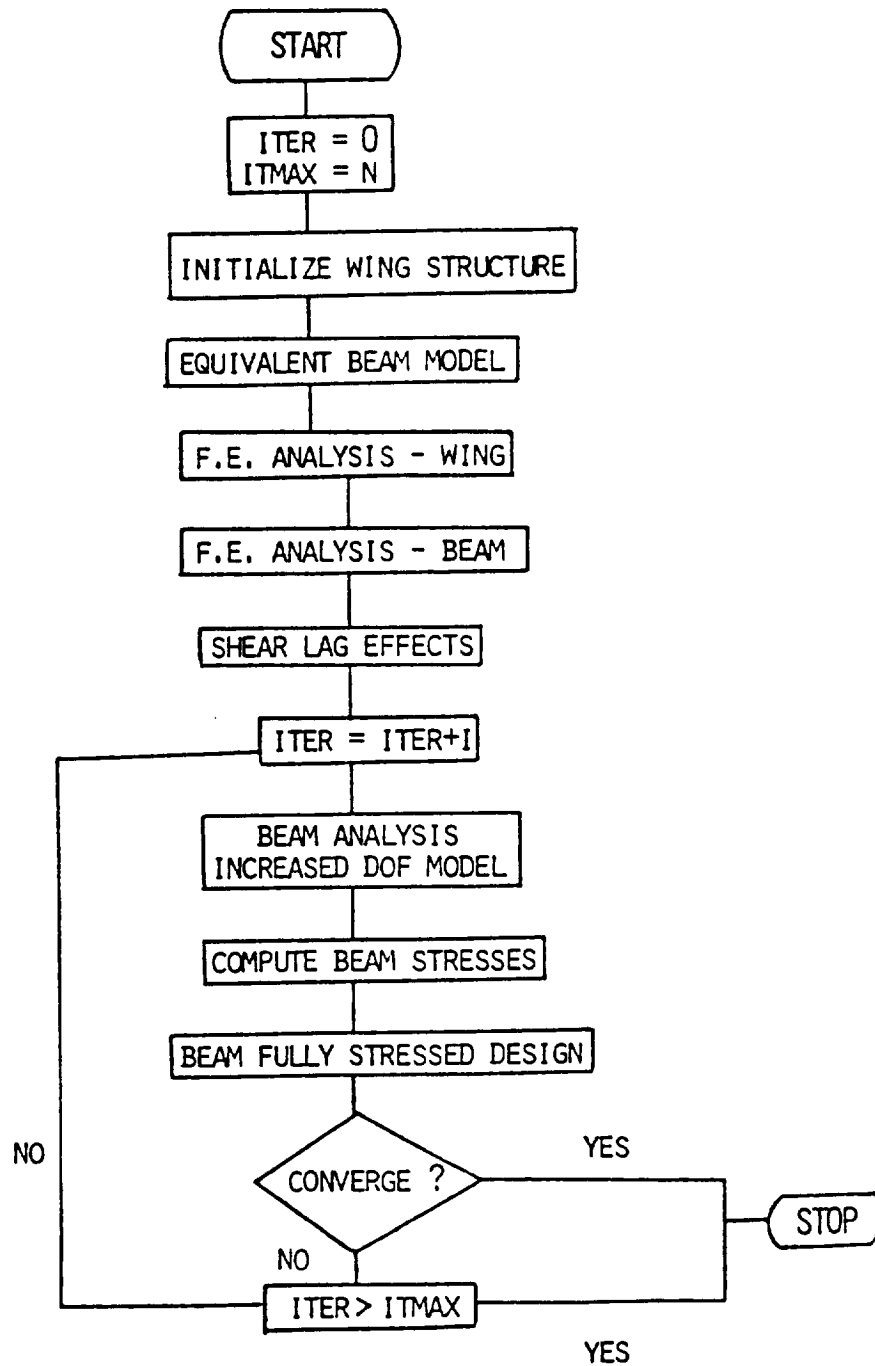 START
ITER = 0
ITMAX = N
INITIALIZE WING STRUCTURE
EQUIVALENT BEAM MODEL
F.E. ANALYSIS - WING
F.E. ANALYSIS - BEAM
SHEAR LAG EFFECTS
ITER = ITER+I
BEAM ANALYSIS
INCREASED DOF MODEL
COMPUTE BEAM STRESSES
BEAM FULLY STRESSED DESIGN
NO
YES
CONVERGE ?
STOP
NO
ITER > ITMAX
YES